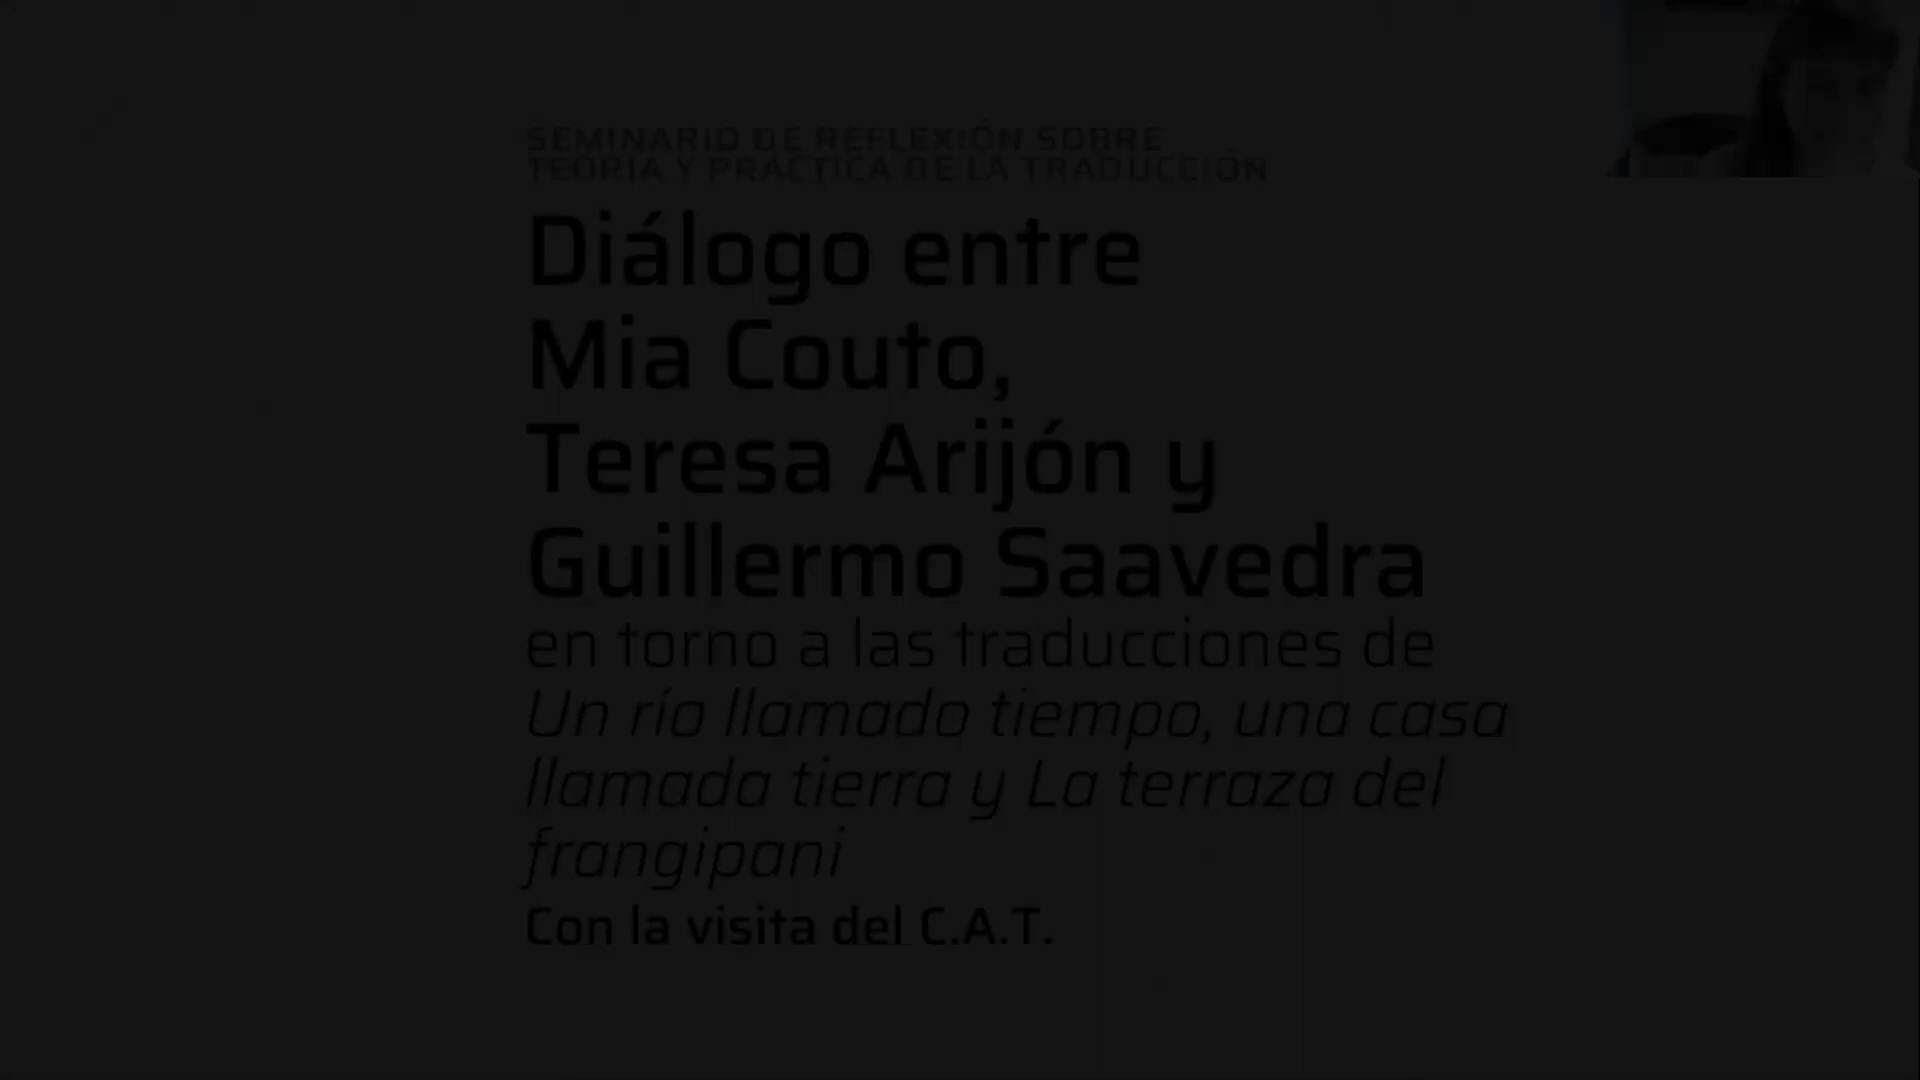 SEMINARIO DE REFLEXIÓN SOBRE
TEORÍA Y PRÁCTICA DE LA TRADUCCIÓN
Diálogo entre
Mia Couto,
Teresa Arijón y
Guillermo Saavedra
en torno a las traducciones de
Un río llamado tiempo, una casa
llamada tierra y La terraza del
frangipani
Con la visita del C.A.T.